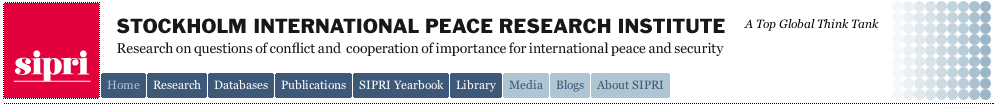 STOCKHOLM INTERNATIONAL PEACE RESEARCH INSTITUTE
A Top Global Think Tank
Research on questions of conflict and cooperation of importance for international peace and security
sipri
Home Research Databases Publications SIPRI Yearbook Library Media Blogs About SIPRI